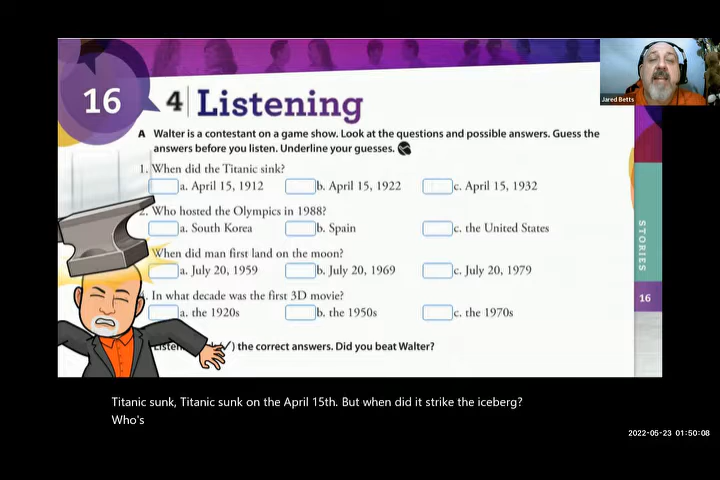 16
4 Listening
Jared Betts
A Walter is a contestant on a game show. Look at the questions and possible answers. Guess the
answers before you listen. Underline your guesses.
1. When did the Titanic sink?
a. April 15, 1912 b. April 15, 1922 c. April 15, 1932
2. Who hosted the Olympics in 1988?
a. South Korea b. Spain c. the United States
When did man first land on the moon?
a. July 20, 1959 b. July 20, 1969 c. July 20, 1979
. In what decade was the first 3D movie?
a. the 1920s b. the 1950s c. the 1970s
Listen (✓) the correct answers. Did you beat Walter?
STORIES
16
Titanic sunk, Titanic sunk on the April 15th. But when did it strike the iceberg?
Who's
2022-05-23 01:50:08